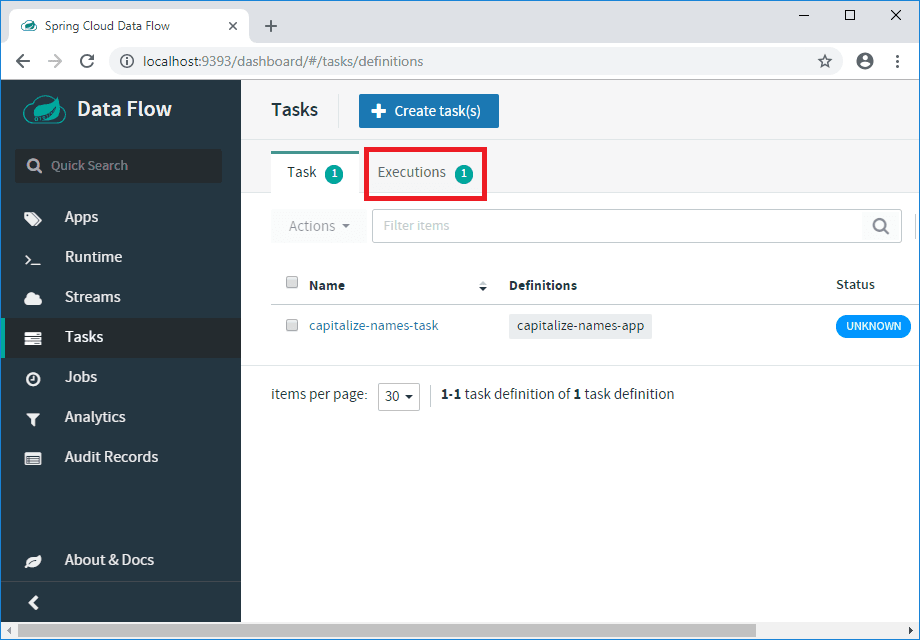 Spring Cloud Data Flow
localhost:9393/dashboard/#/tasks/definitions
Data Flow
Quick Search
Apps
Runtime
Streams
Tasks
Jobs
Analytics
Audit Records
About & Docs
Tasks
Create task(s)
Task 1
Executions 1
Actions
Filter items
Name Definitions Status
capitalize-names-task capitalize-names-app UNKNOWN
items per page: 30 1-1 task definition of 1 task definition